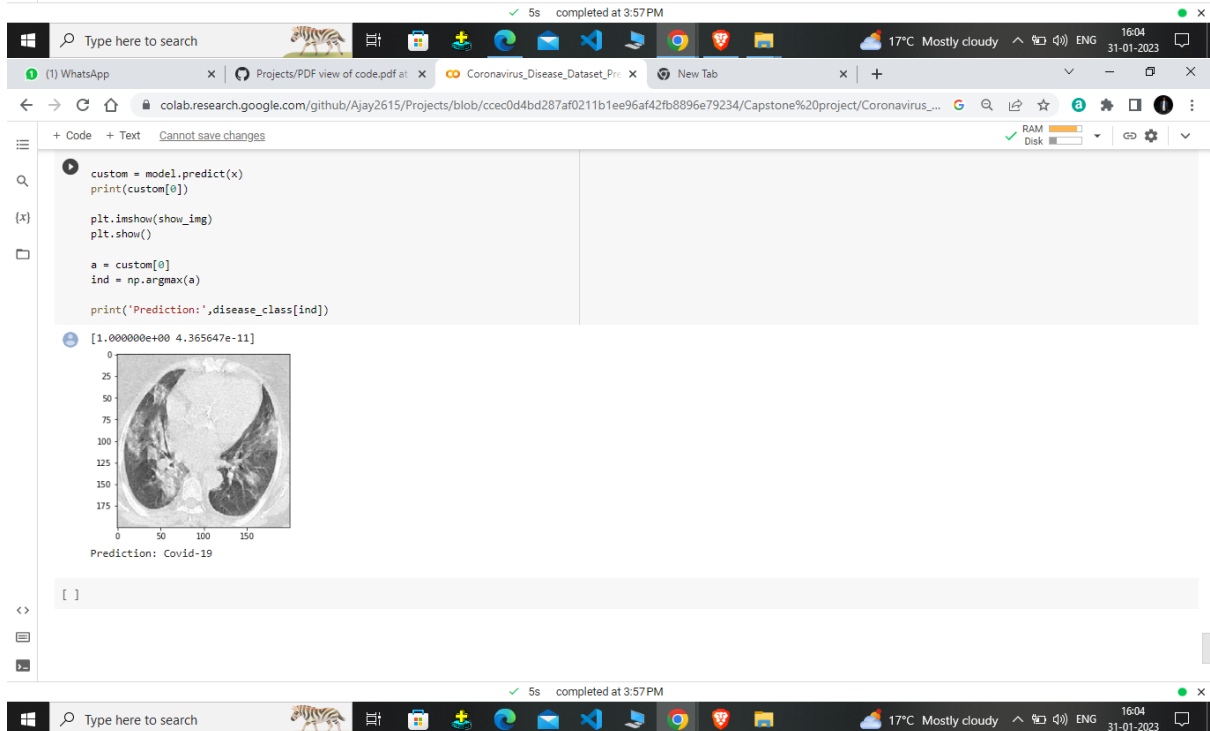 5s completed at 3:57 PM
Type here to search
17°C Mostly cloudy
ENG
16:04
31-01-2023
(1) WhatsApp
Projects/PDF view of code.pdf at
Coronavirus_Disease_Dataset_Pre
New Tab
colab.research.google.com/github/Ajay2615/Projects/blob/ccec0d4bd287af0211b1ee96af42fb8896e79234/Capstone%20project/Coronavirus_...
+ Code + Text Cannot save changes
RAM
Disk
{x}
custom = model.predict(x)
print(custom[0])
plt.imshow(show_img)
plt.show()
a = custom[0]
ind = np.argmax(a)
print('Prediction:',disease_class[ind])
[1.000000e+00 4.365647e-11]
0
25
50
75
100
125
150
175
0 50 100 150
Prediction: Covid-19
[ ]
5s completed at 3:57 PM
Type here to search
17°C Mostly cloudy
ENG
16:04
31-01-2023